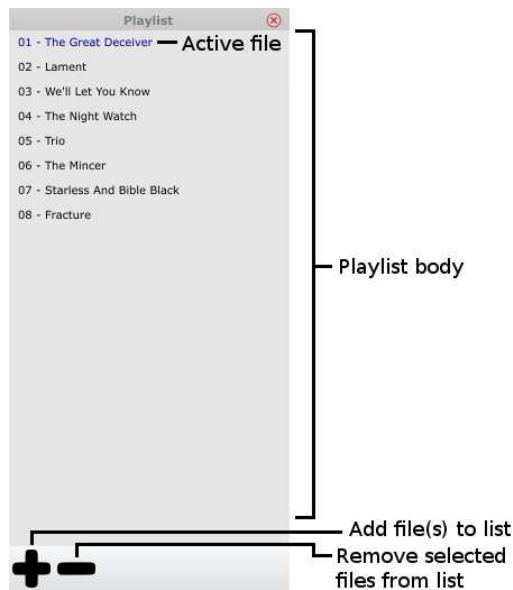 Playlist
01 - The Great Deceiver
Active file
02 - Lament
03 - We'll Let You Know
04 - The Night Watch
05 - Trio
06 - The Mincer
07 - Starless And Bible Black
08 - Fracture
Playlist body
Add file(s) to list
Remove selected
files from list